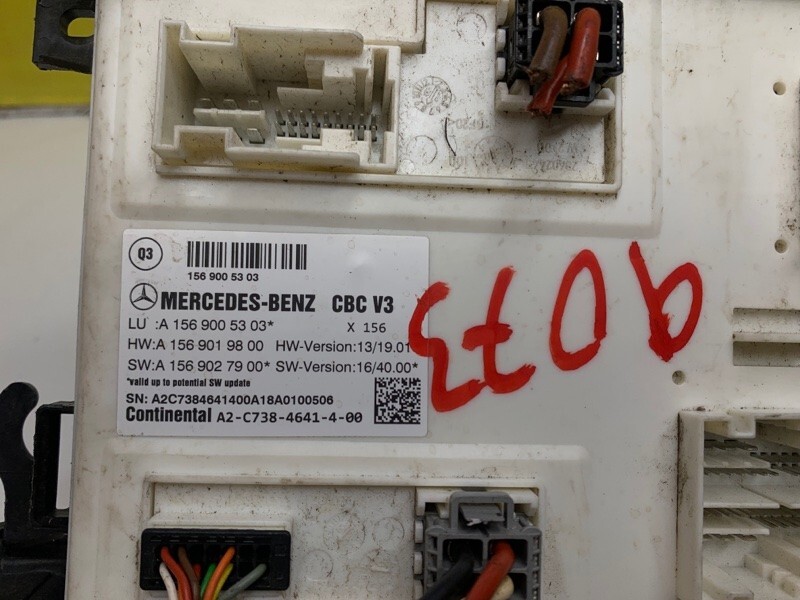 Q3
156 900 53 03
MERCEDES-BENZ CBC V3
LU :A 156 900 53 03* X 156
HW:A 156 901 98 00 HW-Version:13/19.01
SW:A 156 902 79 00* SW-Version:16/40.00*
*valid up to potential SW update
SN: A2C7384641400A18A0100506
Continental A2-C738-4641-4-00